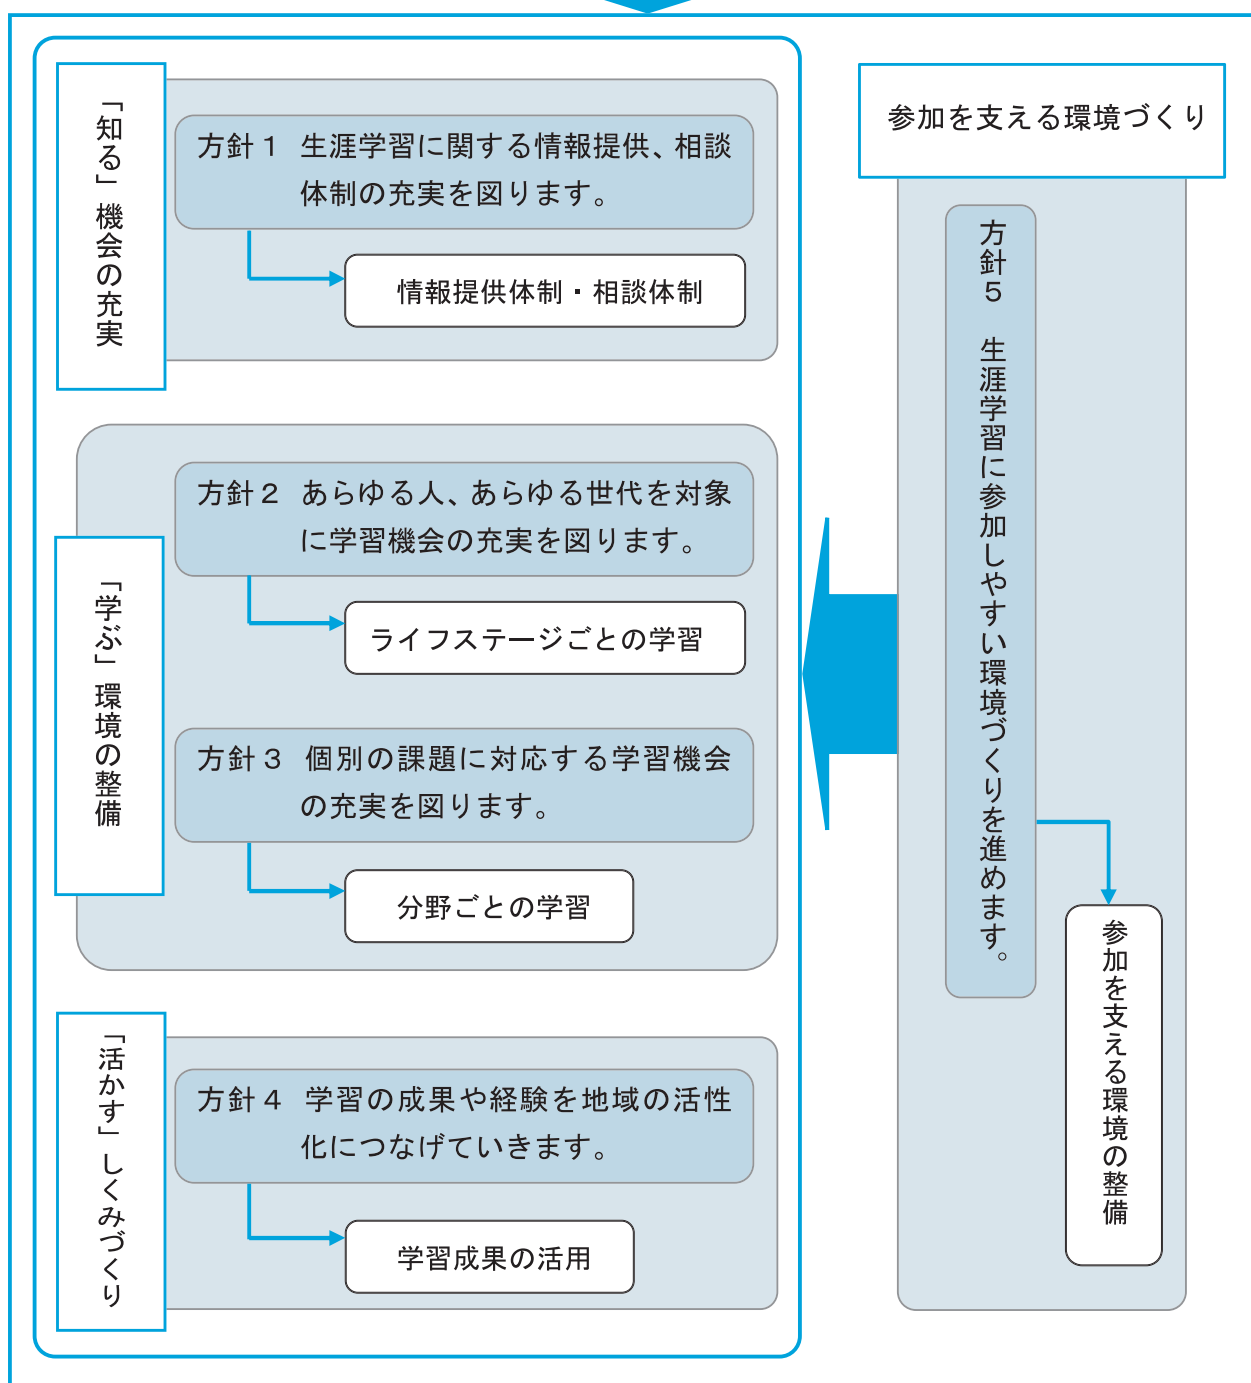 「知る」機会の充実
方針１ 生涯学習に関する情報提供、相談
体制の充実を図ります。
情報提供体制・相談体制
「学ぶ」環境の整備
方針２ あらゆる人、あらゆる世代を対象
に学習機会の充実を図ります。
ライフステージごとの学習
方針３ 個別の課題に対応する学習機会
の充実を図ります。
分野ごとの学習
「活かす」しくみづくり
方針４ 学習の成果や経験を地域の活性
化につなげていきます。
学習成果の活用
参加を支える環境づくり
方針５ 生涯学習に参加しやすい環境づくりを進めます。
参加を支える環境の整備